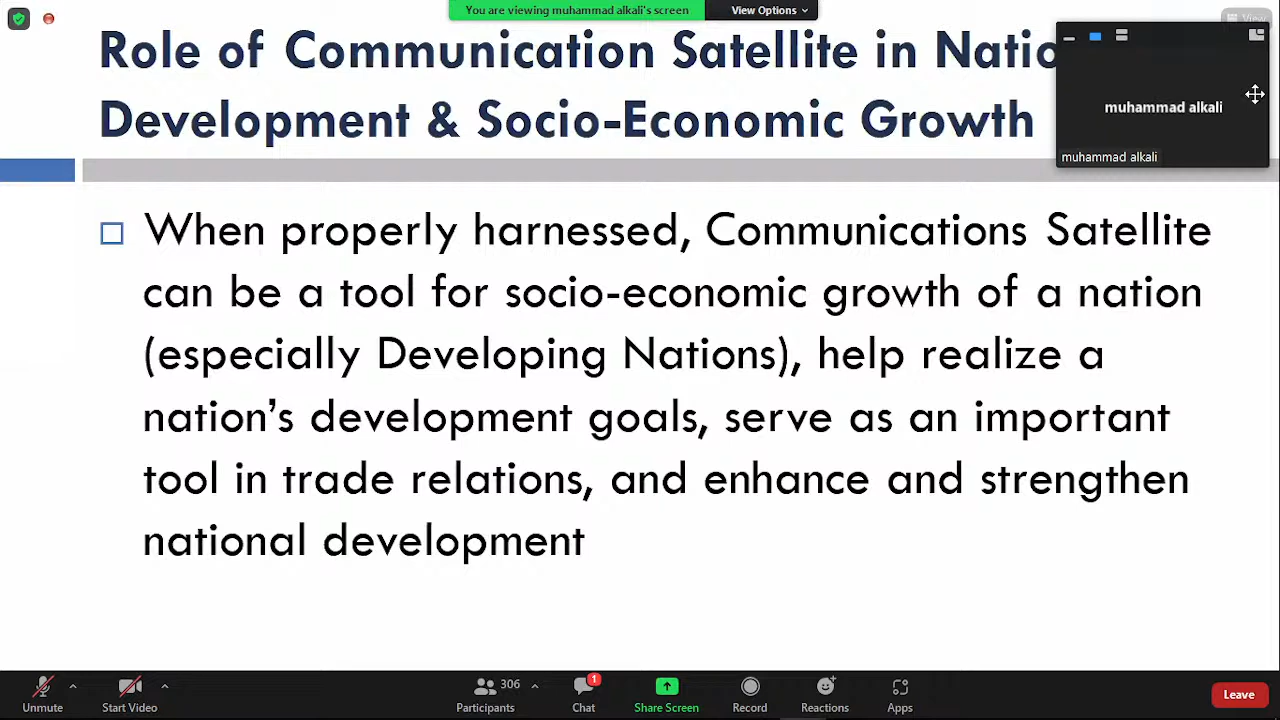 You are viewing muhammad alkali's screen
View Options
View
Role of Communication Satellite in Natio
Development & Socio-Economic Growth
muhammad alkali
muhammad alkali
When properly harnessed, Communications Satellite
can be a tool for socio-economic growth of a nation
(especially Developing Nations), help realize a
nation’s development goals, serve as an important
tool in trade relations, and enhance and strengthen
national development
Unmute
Start Video
306
Participants
1
Chat
Share Screen
Record
Reactions
Apps
Leave